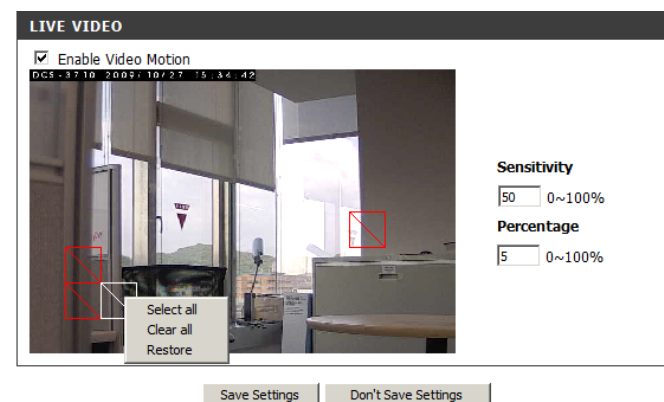 LIVE VIDEO
Enable Video Motion
DCS-3710 2009/10/27 15:34:42
Sensitivity
50 0~100%
Percentage
5 0~100%
Select all
Clear all
Restore
Save Settings
Don't Save Settings